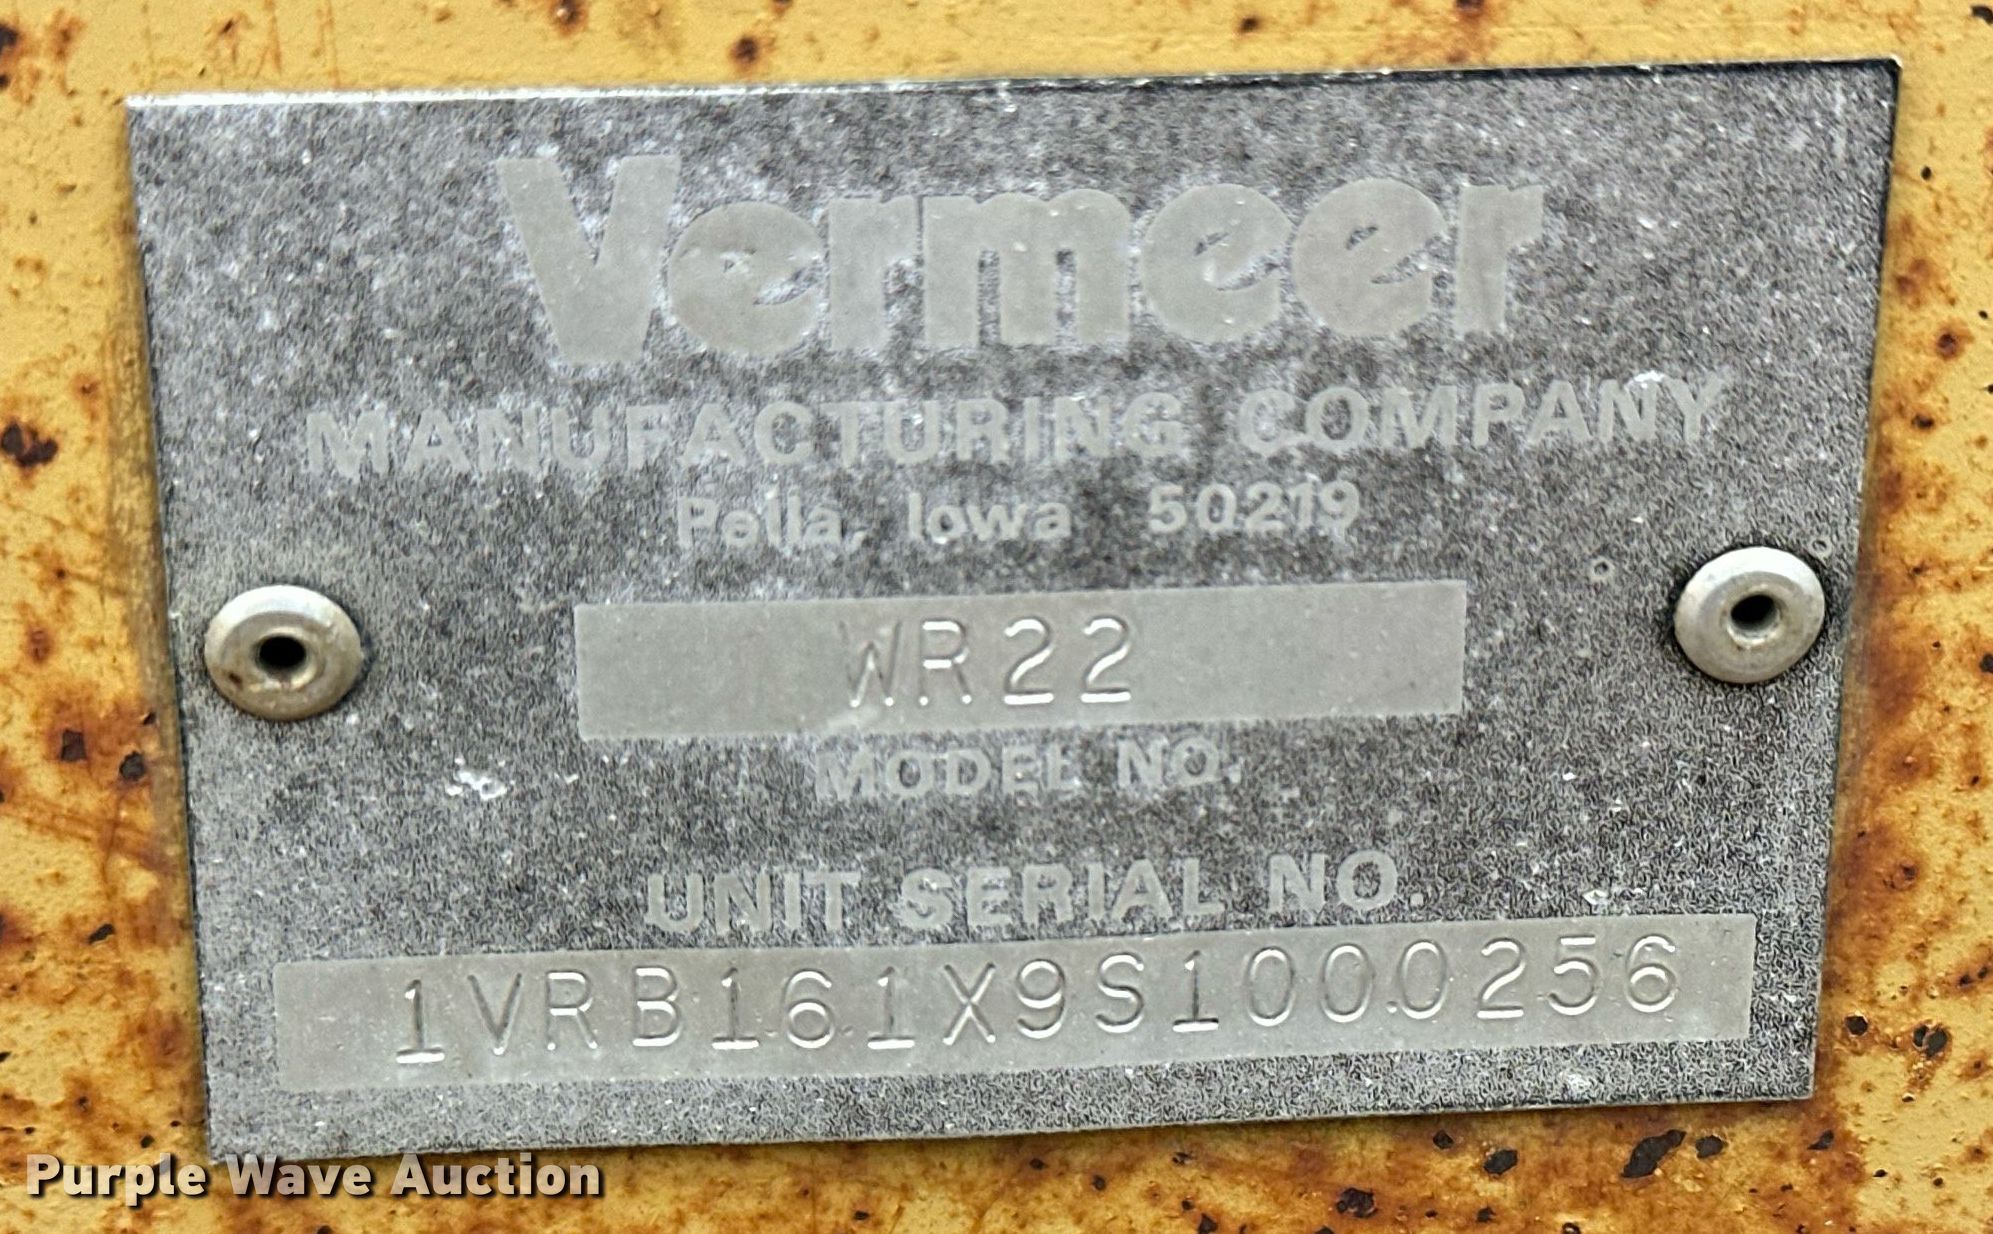 Vermeer
MANUFACTURING COMPANY
Pella, Iowa 50219
WR22
MODEL NO.
UNIT SERIAL NO.
1VRB161X9S1000256
Purple Wave Auction